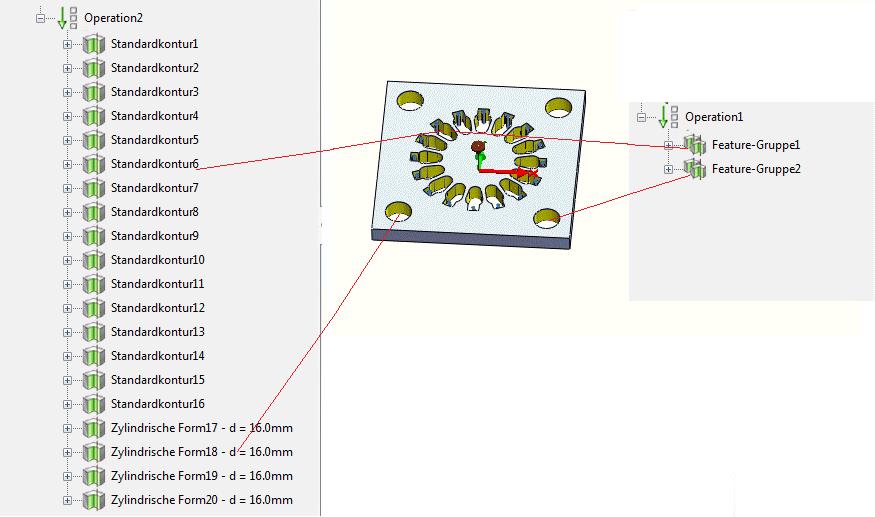 Operation2
Standardkontur1
Standardkontur2
Standardkontur3
Standardkontur4
Standardkontur5
Standardkontur6
Standardkontur7
Standardkontur8
Standardkontur9
Standardkontur10
Standardkontur11
Standardkontur12
Standardkontur13
Standardkontur14
Standardkontur15
Standardkontur16
Zylindrische Form17 - d = 16.0mm
Zylindrische Form18 - d = 16.0mm
Zylindrische Form19 - d = 16.0mm
Zylindrische Form20 - d = 16.0mm
Operation1
Feature-Gruppe1
Feature-Gruppe2